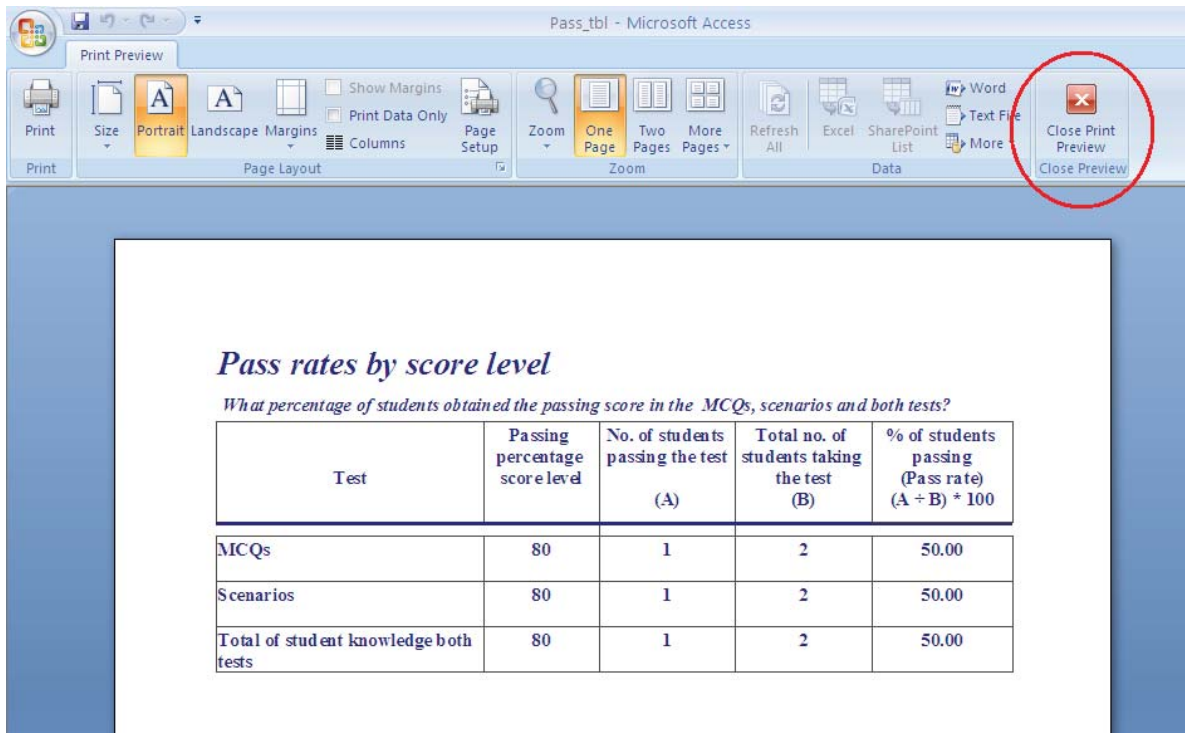 Pass_tbl - Microsoft Access
Print Preview
Print
Size
Portrait
Landscape
Margins
Show Margins
Print Data Only
Columns
Page Setup
Zoom
One Page
Two Pages
More Pages
Refresh All
Excel
SharePoint List
Word
Text File
More
Close Print Preview
Print
Page Layout
Zoom
Data
Close Preview
Pass rates by score level
What percentage of students obtained the passing score in the MCQs, scenarios and both tests?
Test
Passing
percentage
score level
No. of students
passing the test
(A)
Total no. of
students taking
the test
(B)
% of students
passing
(Pass rate)
(A ÷ B) * 100
MCQs 80 1 2 50.00
Scenarios 80 1 2 50.00
Total of student knowledge both 80 1 2 50.00
tests